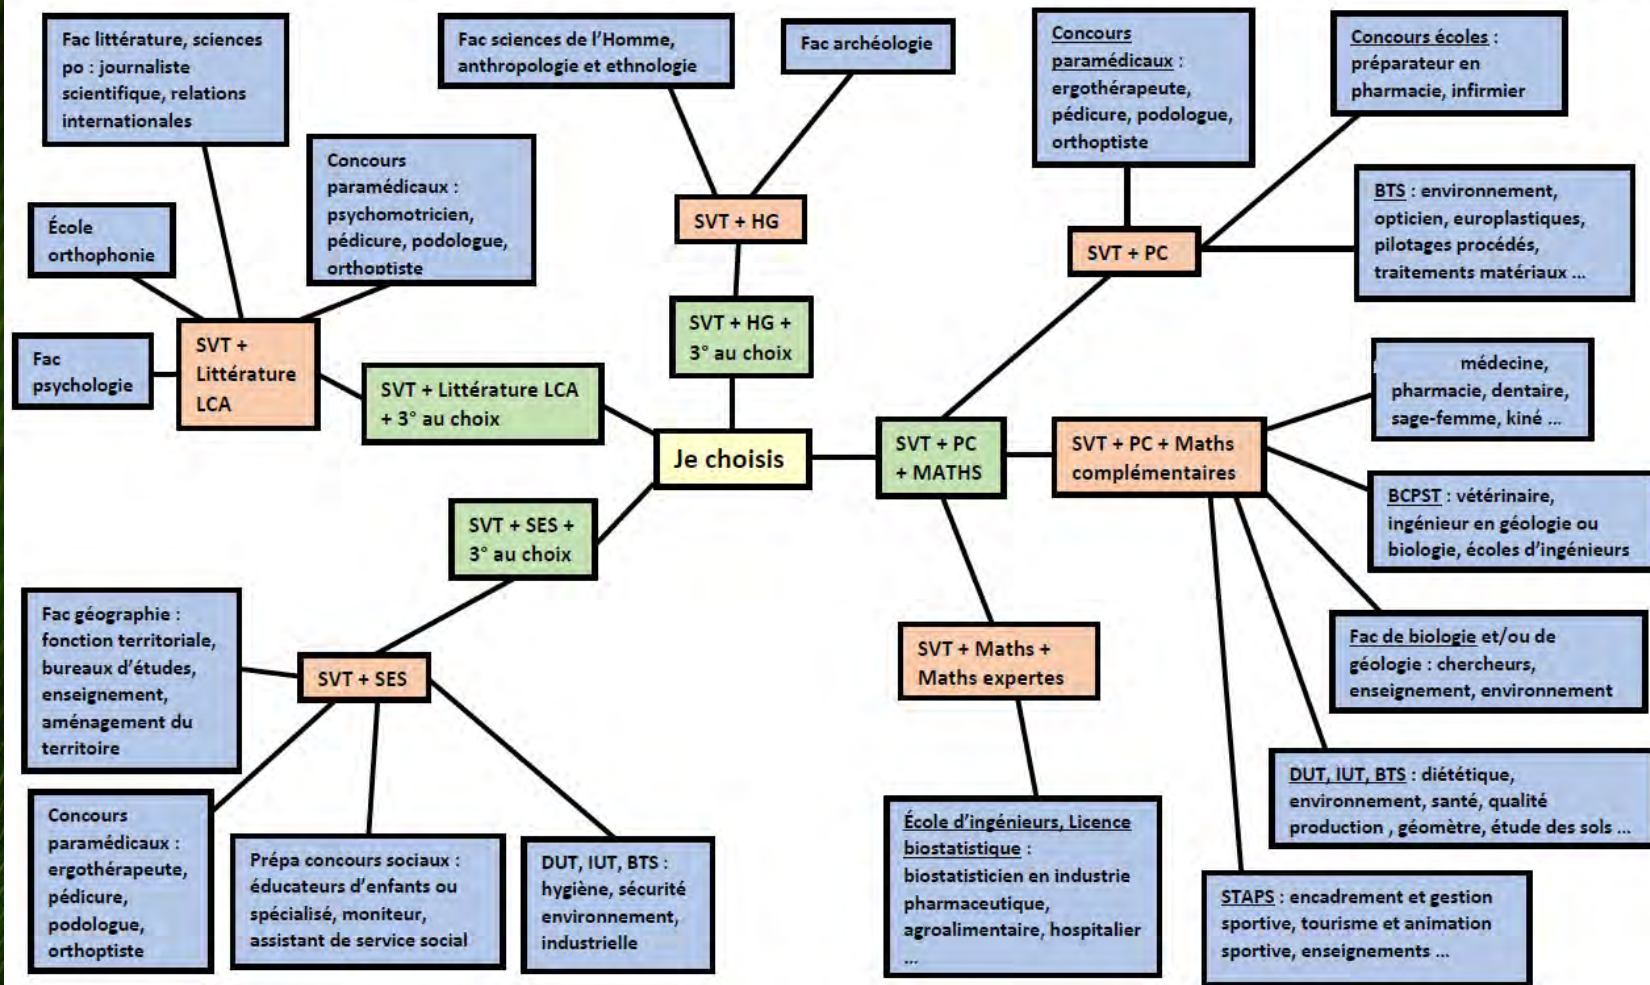 Fac littérature, sciences
po : journaliste
scientifique, relations
internationales
Fac sciences de l'Homme,
anthropologie et ethnologie
Fac archéologie
Concours
paramédicaux :
ergothérapeute,
pédicure, podologue,
orthoptiste
Concours écoles :
préparateur en
pharmacie, infirmier
École
orthophonie
Concours
paramédicaux :
psychomotricien,
pédicure, podologue,
orthoptiste
SVT + HG
SVT + PC
BTS : environnement,
opticien, europlastiques,
pilotages procédés,
traitements matériaux ...
Fac
psychologie
SVT +
Littérature
LCA
SVT + Littérature LCA
+ 3° au choix
SVT + HG +
3° au choix
Je choisis
SVT + PC
+ MATHS
SVT + PC + Maths
complémentaires
médecine,
pharmacie, dentaire,
sage-femme, kiné ...
BCPST : vétérinaire,
ingénieur en géologie ou
biologie, écoles d'ingénieurs
SVT + SES +
3° au choix
Fac géographie :
fonction territoriale,
bureaux d'études,
enseignement,
aménagement du
territoire
SVT + SES
SVT + Maths +
Maths expertes
Fac de biologie et/ou de
géologie : chercheurs,
enseignement, environnement
DUT, IUT, BTS : diététique,
environnement, santé, qualité
production , géomètre, étude des sols ...
Concours
paramédicaux :
ergothérapeute,
pédicure,
podologue,
orthoptiste
Prépa concours sociaux :
éducateurs d'enfants ou
spécialisé, moniteur,
assistant de service social
DUT, IUT, BTS :
hygiène, sécurité
environnement,
industrielle
École d'ingénieurs, Licence
biostatistique :
biostatisticien en industrie
pharmaceutique,
agroalimentaire, hospitalier
...
STAPS : encadrement et gestion
sportive, tourisme et animation
sportive, enseignements ...